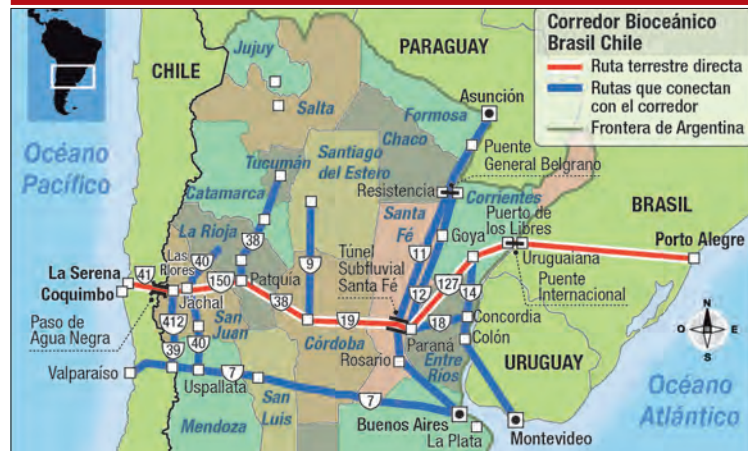 Corredor Bioceánico
Brasil Chile
Ruta terrestre directa
Rutas que conectan
con el corredor
Frontera de Argentina
CHILE
PARAGUAY
Jujuy
Salta
Asunción
Formosa
Chaco
Puente
General Belgrano
Océano
Pacífico
Tucumán
Santiago
del Esteio
Catamarca
Resistencia
Corrientes
BRASIL
La Rioja
Santa
Fé
Goya
Puerto de
los Libres
Porto Alegre
Las
Flores
40
38
9
11
Túnel
Subfluvial
Santa Fé
Uruguaiana
La Serena
Coquimbo
41
150
Patquia
12
127
14
Puente
Internacional
Jáchal
38
Paso de
Agua Negra
412
San
Juan
19
18
Concordia
Córdoba
Paraná
Colón
39
40
Rosario
Entre
Rios
URUGUAY
N
O
E
S
Valparaíso
7
Uspallata
San
Luis
7
Océano
Atlántico
Mendoza
Buenos Aires
La Plata
Montevideo